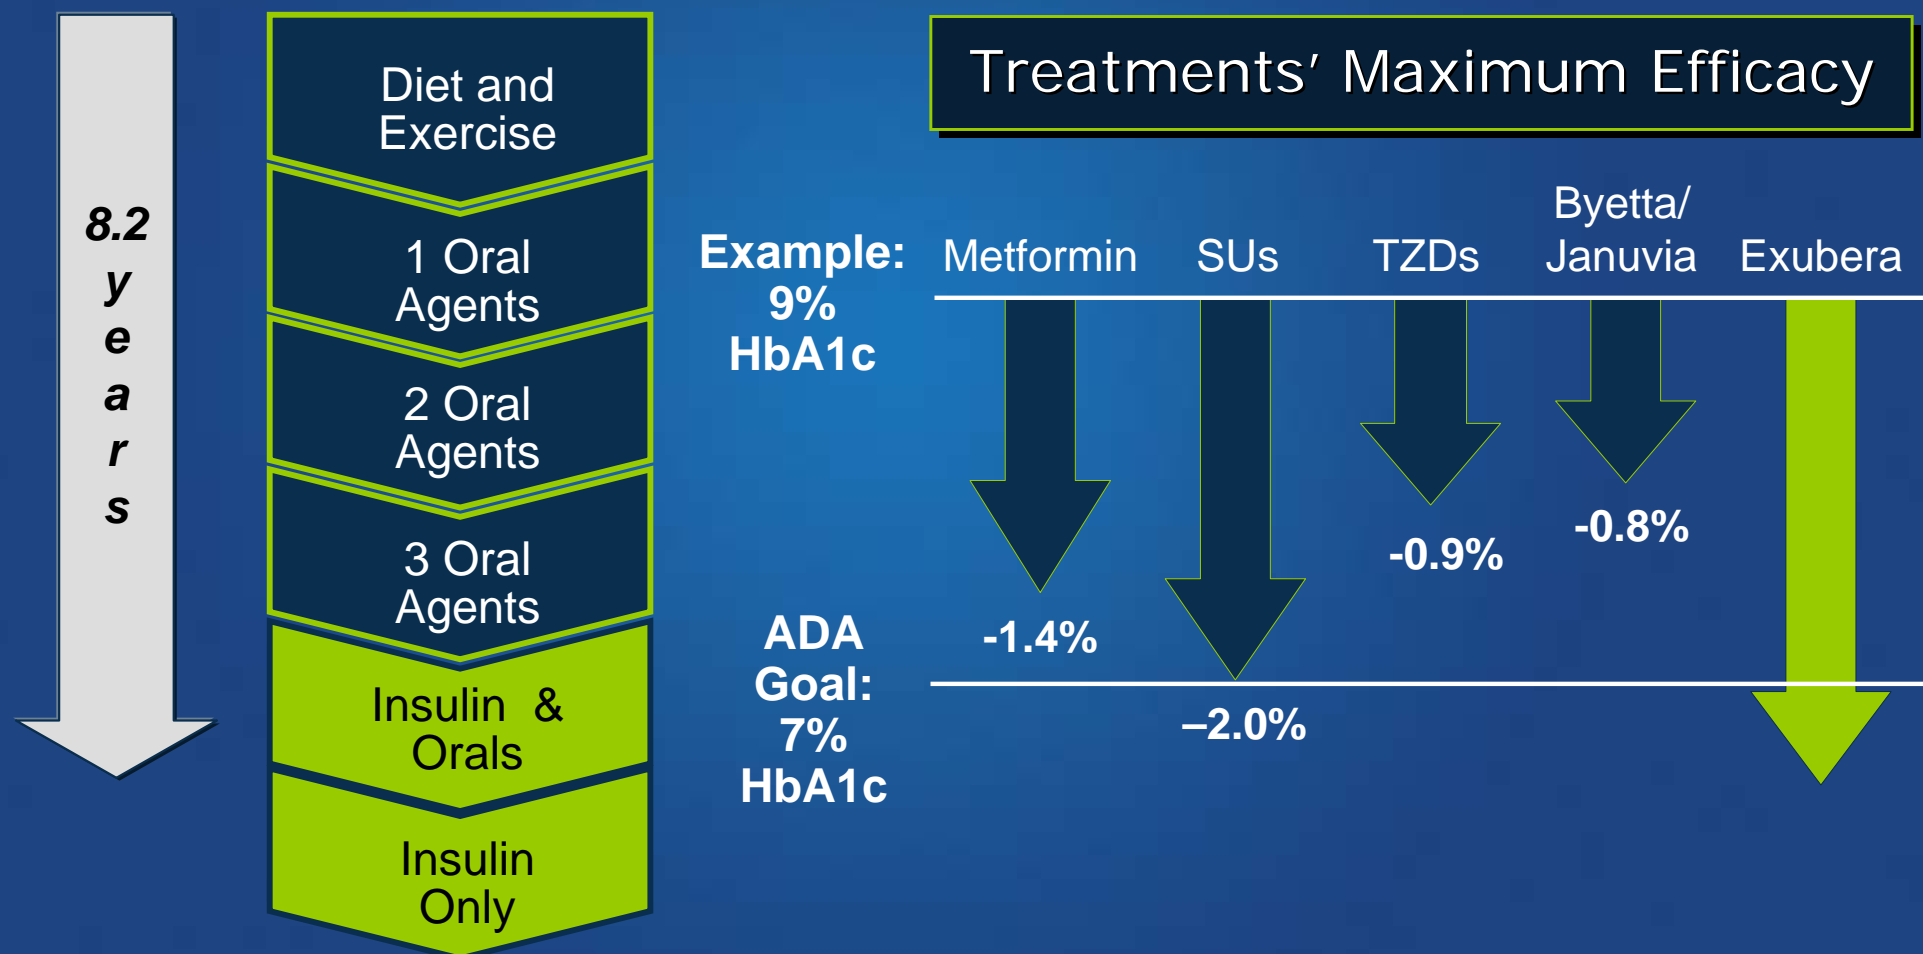 8.2
y
e
a
r
s
Diet and
Exercise
1 Oral
Agents
2 Oral
Agents
3 Oral
Agents
Insulin &
Orals
Insulin
Only
Treatments’ Maximum Efficacy
Example:
9%
HbA1c
Metformin
SUs
TZDs
Byetta/
Januvia
Exubera
-1.4%
–2.0%
-0.9%
-0.8%
ADA
Goal:
7%
HbA1c